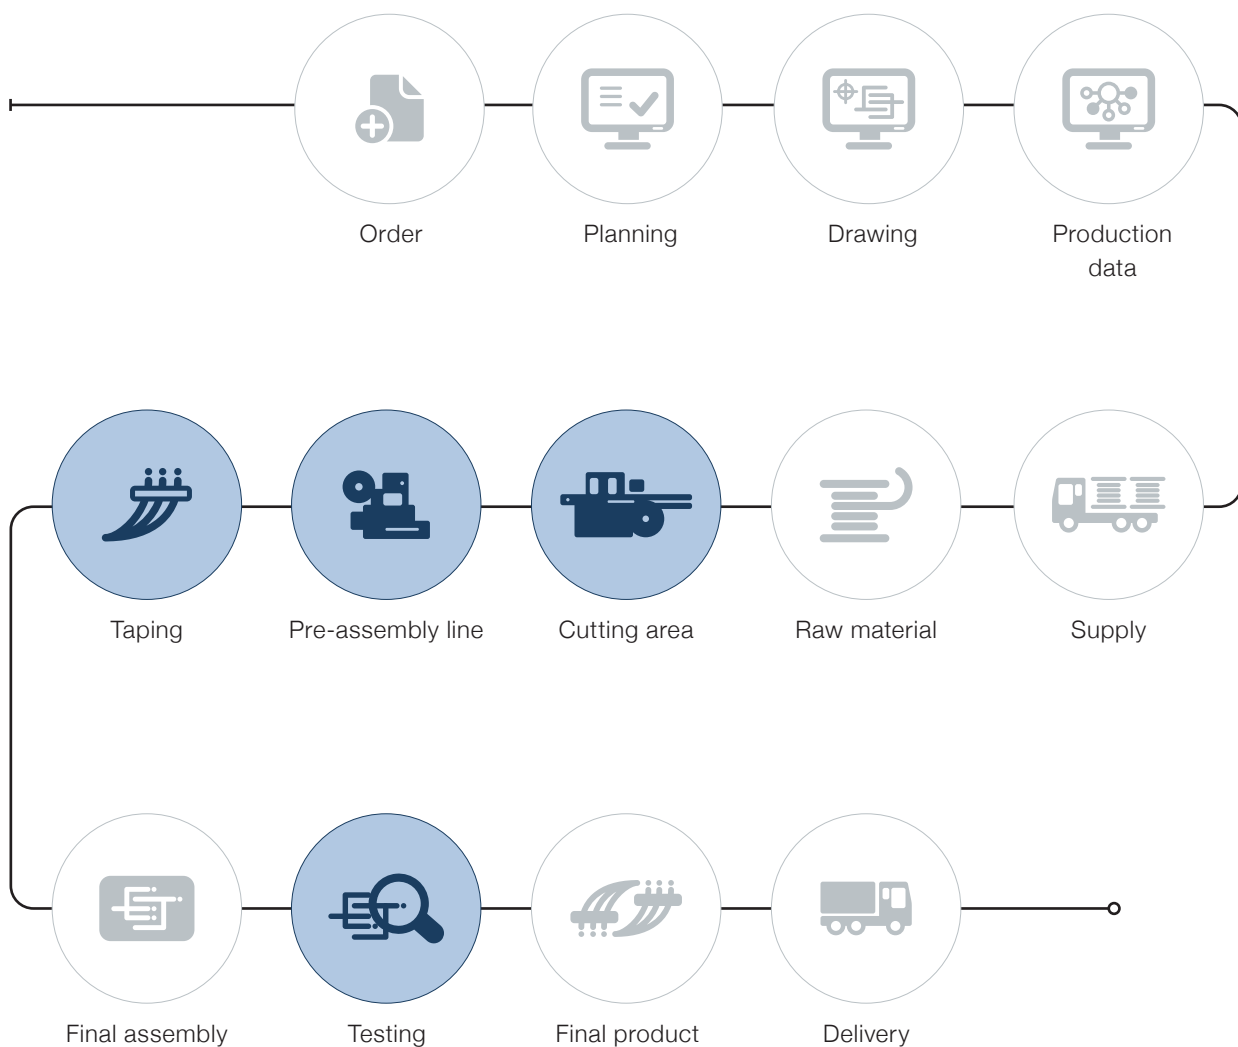 Order
Planning
Drawing
Production
data
Taping
Pre-assembly line
Cutting area
Raw material
Supply
Final assembly
Testing
Final product
Delivery